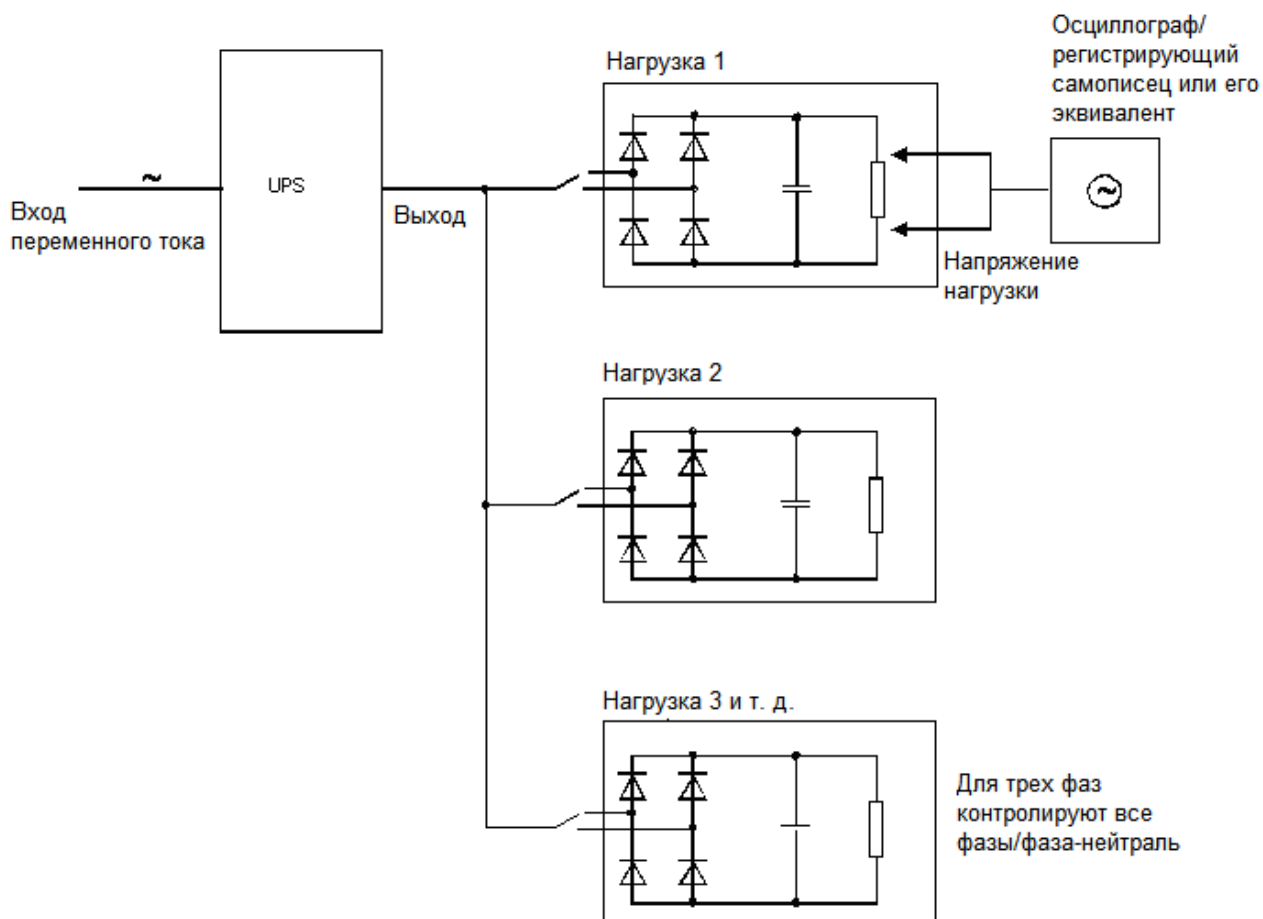 Осциллограф/
регистрирующий
самописец или его
эквивалент
Нагрузка 1
~
UPS
Вход
переменного тока
Выход
~
Напряжение
нагрузки
Нагрузка 2
Нагрузка 3 и т. д.
Для трех фаз
контролируют все
фазы/фаза-нейтраль